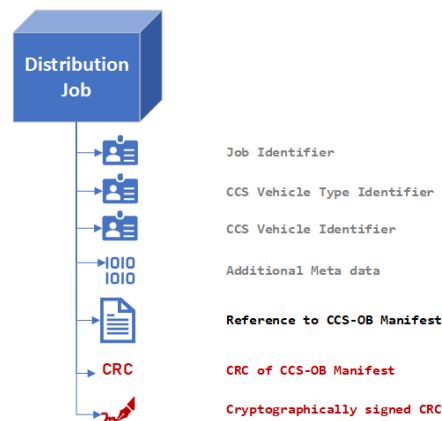 Distribution
Job
Job Identifier
CCS Vehicle Type Identifier
CCS Vehicle Identifier
1010
1010
Additional Meta data
Reference to CCS-OB Manifest
CRC
CRC of CCS-OB Manifest
Cryptographically signed CRC